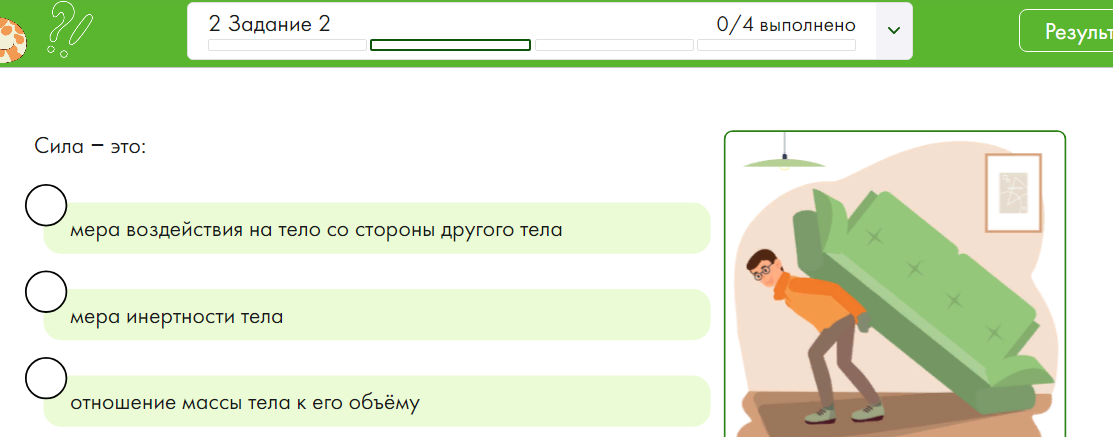 2 Задание 2
0/4 выполнено
Сила – это:
мера воздействия на тело со стороны другого тела
мера инертности тела
отношение массы тела к его объёму